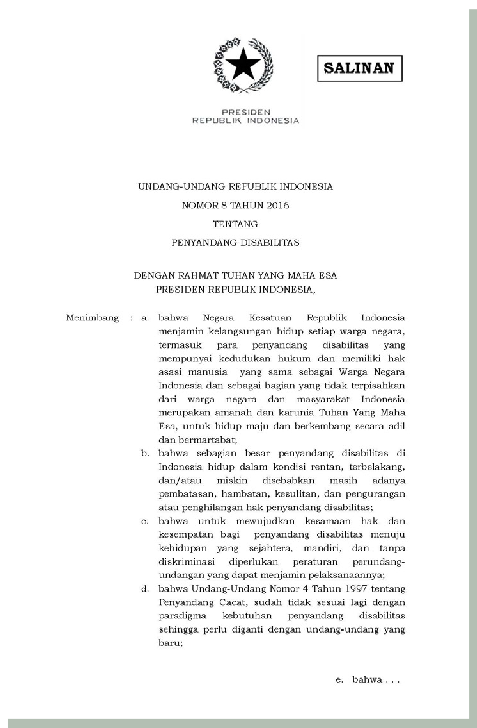 SALINAN
PRESIDEN
REPUBLIK INDONESIA
UNDANG-UNDANG REPUBLIK INDONESIA
NOMOR 8 TAHUN 2016
TENTANG
PENYANDANG DISABILITAS
DENGAN RAHMAT TUHAN YANG MAHA ESA
PRESIDEN REPUBLIK INDONESIA,
Menimbang : a. bahwa Negara Kesatuan Republik Indonesia
menjamin kelangsungan hidup setiap warga negara,
termasuk para penyandang disabilitas yang
mempunyai kedudukan hukum dan memiliki hak
asasi manusia yang sama sebagai Warga Negara
Indonesia dan sebagai bagian yang tidak terpisahkan
dari warga negara dan masyarakat Indonesia
merupakan amanah dan karunia Tuhan Yang Maha
Esa, untuk hidup maju dan berkembang secara adil
dan bermartabat;
b. bahwa sebagian besar penyandang disabilitas di
Indonesia hidup dalam kondisi rentan, terbelakang,
dan/atau miskin disebabkan masih adanya
pembatasan, hambatan, kesulitan, dan pengurangan
atau penghilangan hak penyandang disabilitas;
c. bahwa untuk mewujudkan kesamaan hak dan
kesempatan bagi penyandang disabilitas menuju
kehidupan yang sejahtera, mandiri, dan tanpa
diskriminasi diperlukan peraturan perundang-
undangan yang dapat menjamin pelaksanaannya;
d. bahwa Undang-Undang Nomor 4 Tahun 1997 tentang
Penyandang Cacat, sudah tidak sesuai lagi dengan
paradigma kebutuhan penyandang disabilitas
sehingga perlu diganti dengan undang-undang yang
baru;
e. bahwa . . .